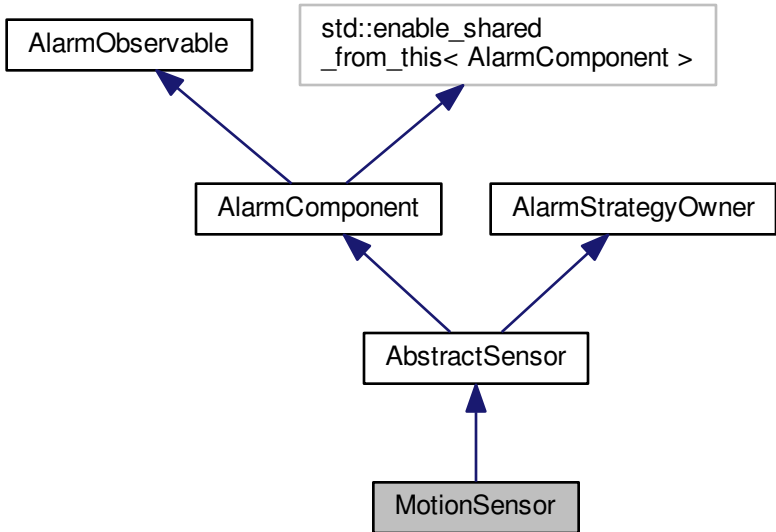 AlarmObservable
std::enable_shared
_from_this< AlarmComponent >
AlarmComponent
AlarmStrategyOwner
AbstractSensor
MotionSensor